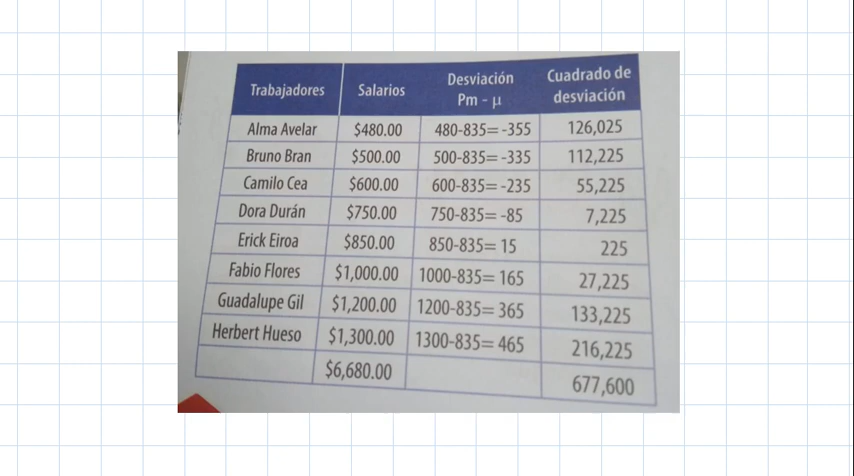 Trabajadores Salarios Desviación Pm - μ Cuadrado de desviación
Alma Avelar $480.00 480-835= -355 126,025
Bruno Bran $500.00 500-835= -335 112,225
Camilo Cea $600.00 600-835= -235 55,225
Dora Durán $750.00 750-835= -85 7,225
Erick Eiroa $850.00 850-835= 15 225
Fabio Flores $1,000.00 1000-835= 165 27,225
Guadalupe Gil $1,200.00 1200-835= 365 133,225
Herbert Hueso $1,300.00 1300-835= 465 216,225
$6,680.00 677,600